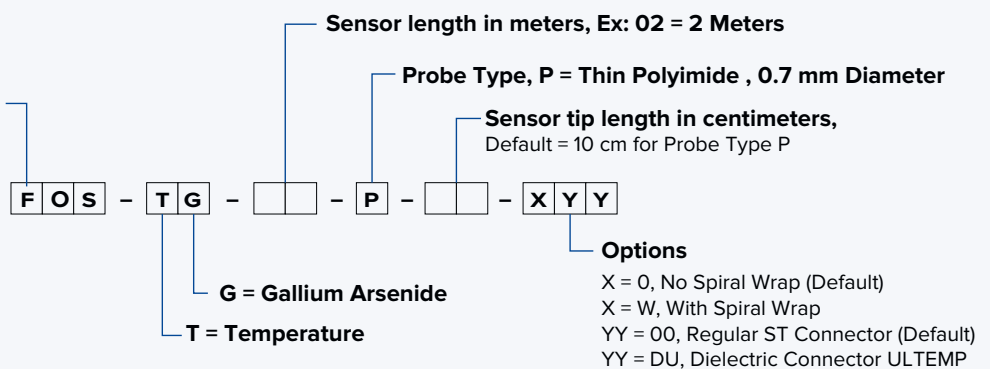 Sensor length in meters, Ex: 02 = 2 Meters
Probe Type, P = Thin Polyimide , 0.7 mm Diameter
Sensor tip length in centimeters,
Default = 10 cm for Probe Type P
F O S – T G – – P – – X Y Y
Options
X = 0, No Spiral Wrap (Default)
G = Gallium Arsenide
X = W, With Spiral Wrap
T = Temperature
YY = 00, Regular ST Connector (Default)
YY = DU, Dielectric Connector ULTEMP